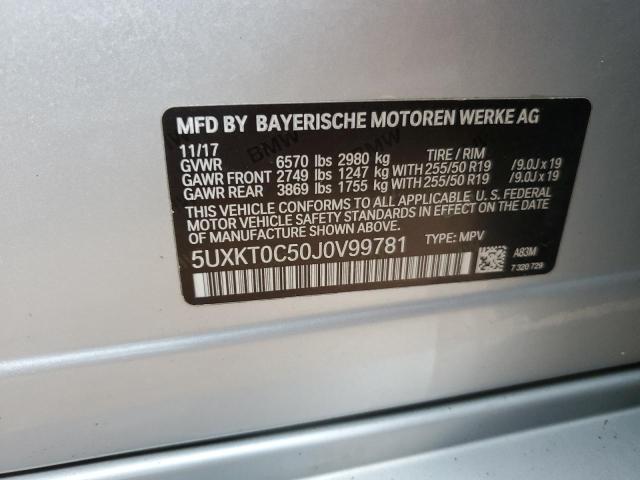 MFD BY BAYERISCHE MOTOREN WERKE AG
11/17
GVWR 6570 lbs 2980 kg TIRE / RIM
GAWR FRONT 2749 lbs 1247 kg WITH 255/50 R19 /9.0J x 19
GAWR REAR 3869 lbs 1755 kg WITH 255/50 R19 /9.0J x 19
THIS VEHICLE CONFORMS TO ALL APPLICABLE U.S. FEDERAL
MOTOR VEHICLE SAFETY STANDARDS IN EFFECT ON THE DATE
OF MANUFACTURE SHOWN ABOVE.
5UXKT0C50J0V99781 TYPE: MPV
A83M
7 320 729
BMW